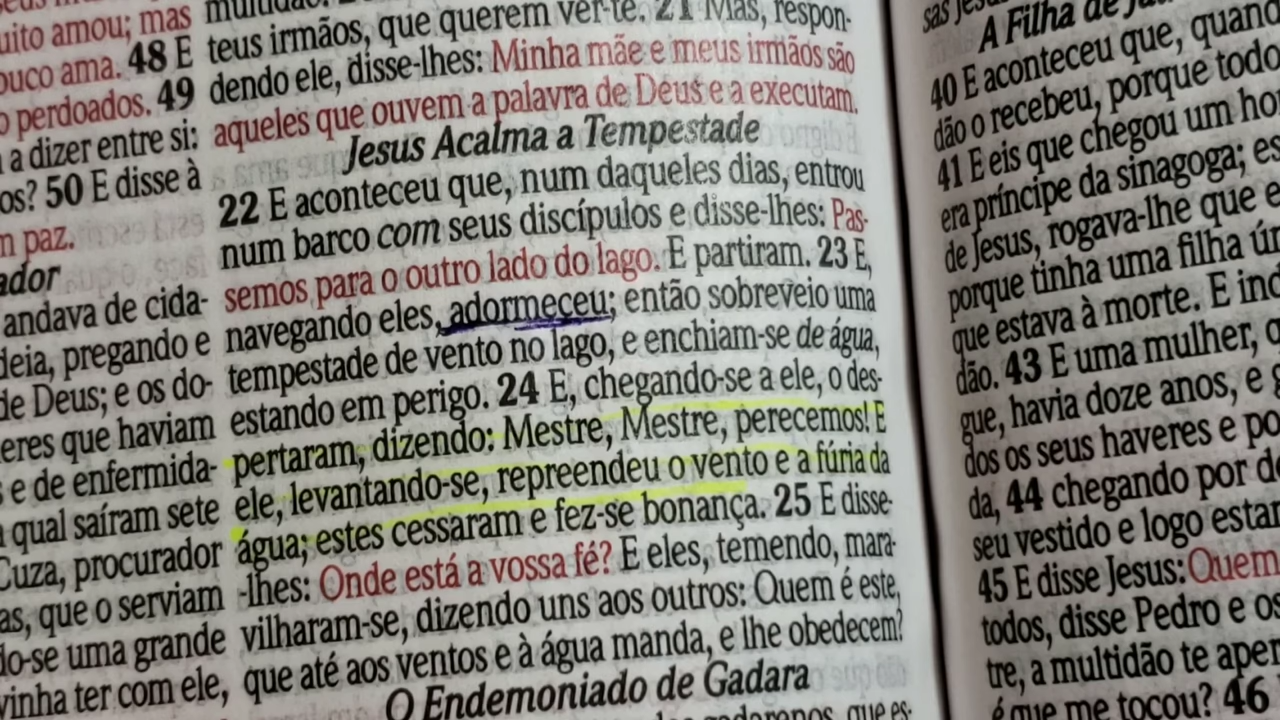 uito amou; mas
ouco ama. 48 E
o perdoados. 49
a dizer entre si:
os? 50 E disse à
m paz.
ador
andava de cida-
deia, pregando e
de Deus; e os do-
eres que haviam
s e de enfermida-
a qual saíram sete
Cuza, procurador
as, que o serviam
do-se uma grande
vinha ter com ele,
teus irmãos, que querem ver-te. 21 Mas, respon-
dendo ele, disse-lhes: Minha mãe e meus irmãos são
aqueles que ouvem a palavra de Deus e a executam.
Jesus Acalma a Tempestade
22 E aconteceu que, num daqueles dias, entrou
num barco com seus discípulos e disse-lhes: Pas-
semos para o outro lado do lago. E partiram. 23 E,
navegando eles, adormeceu; então sobreveio uma
tempestade de vento no lago, e enchiam-se de água,
estando em perigo. 24 E, chegando-se a ele, o des-
pertaram, dizendo: Mestre, Mestre, perecemos! E
ele, levantando-se, repreendeu o vento e a fúria da
água; estes cessaram e fez-se bonança. 25 E disse-
-lhes: Onde está a vossa fé? E eles, temendo, mara-
vilharam-se, dizendo uns aos outros: Quem é este,
que até aos ventos e à água manda, e lhe obedecem?
O Endemoniado de Gadara
que es-
A Filha de
40 E aconteceu que, quand
dão o recebeu, porque todo
41 E eis que chegou um ho
era príncipe da sinagoga; es
de Jesus, rogava-lhe que e
porque tinha uma filha ún
que estava à morte. E ind
dão. 43 E uma mulher, q
gue, havia doze anos, e g
dos os seus haveres e po
da, 44 chegando por de
seu vestido e logo estan
45 E disse Jesus: Quem
todos, disse Pedro e os
tre, a multidão te aper
é que me tocou? 46